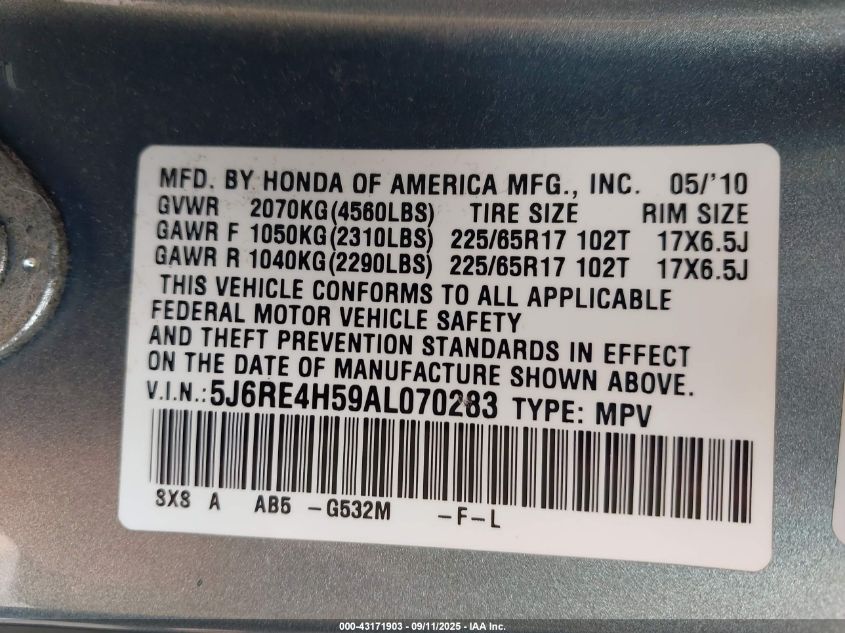 MFD. BY HONDA OF AMERICA MFG., INC. 05/'10
GVWR 2070KG(4560LBS) TIRE SIZE RIM SIZE
GAWR F 1050KG(2310LBS) 225/65R17 102T 17X6.5J
GAWR R 1040KG(2290LBS) 225/65R17 102T 17X6.5J
THIS VEHICLE CONFORMS TO ALL APPLICABLE
FEDERAL MOTOR VEHICLE SAFETY
AND THEFT PREVENTION STANDARDS IN EFFECT
ON THE DATE OF MANUFACTURE SHOWN ABOVE.
V.I.N.:5J6RE4H59AL070283 TYPE: MPV
SXS A AB5 -G532M -F-L
000-43171903 - 09/11/2025 - IAA Inc.